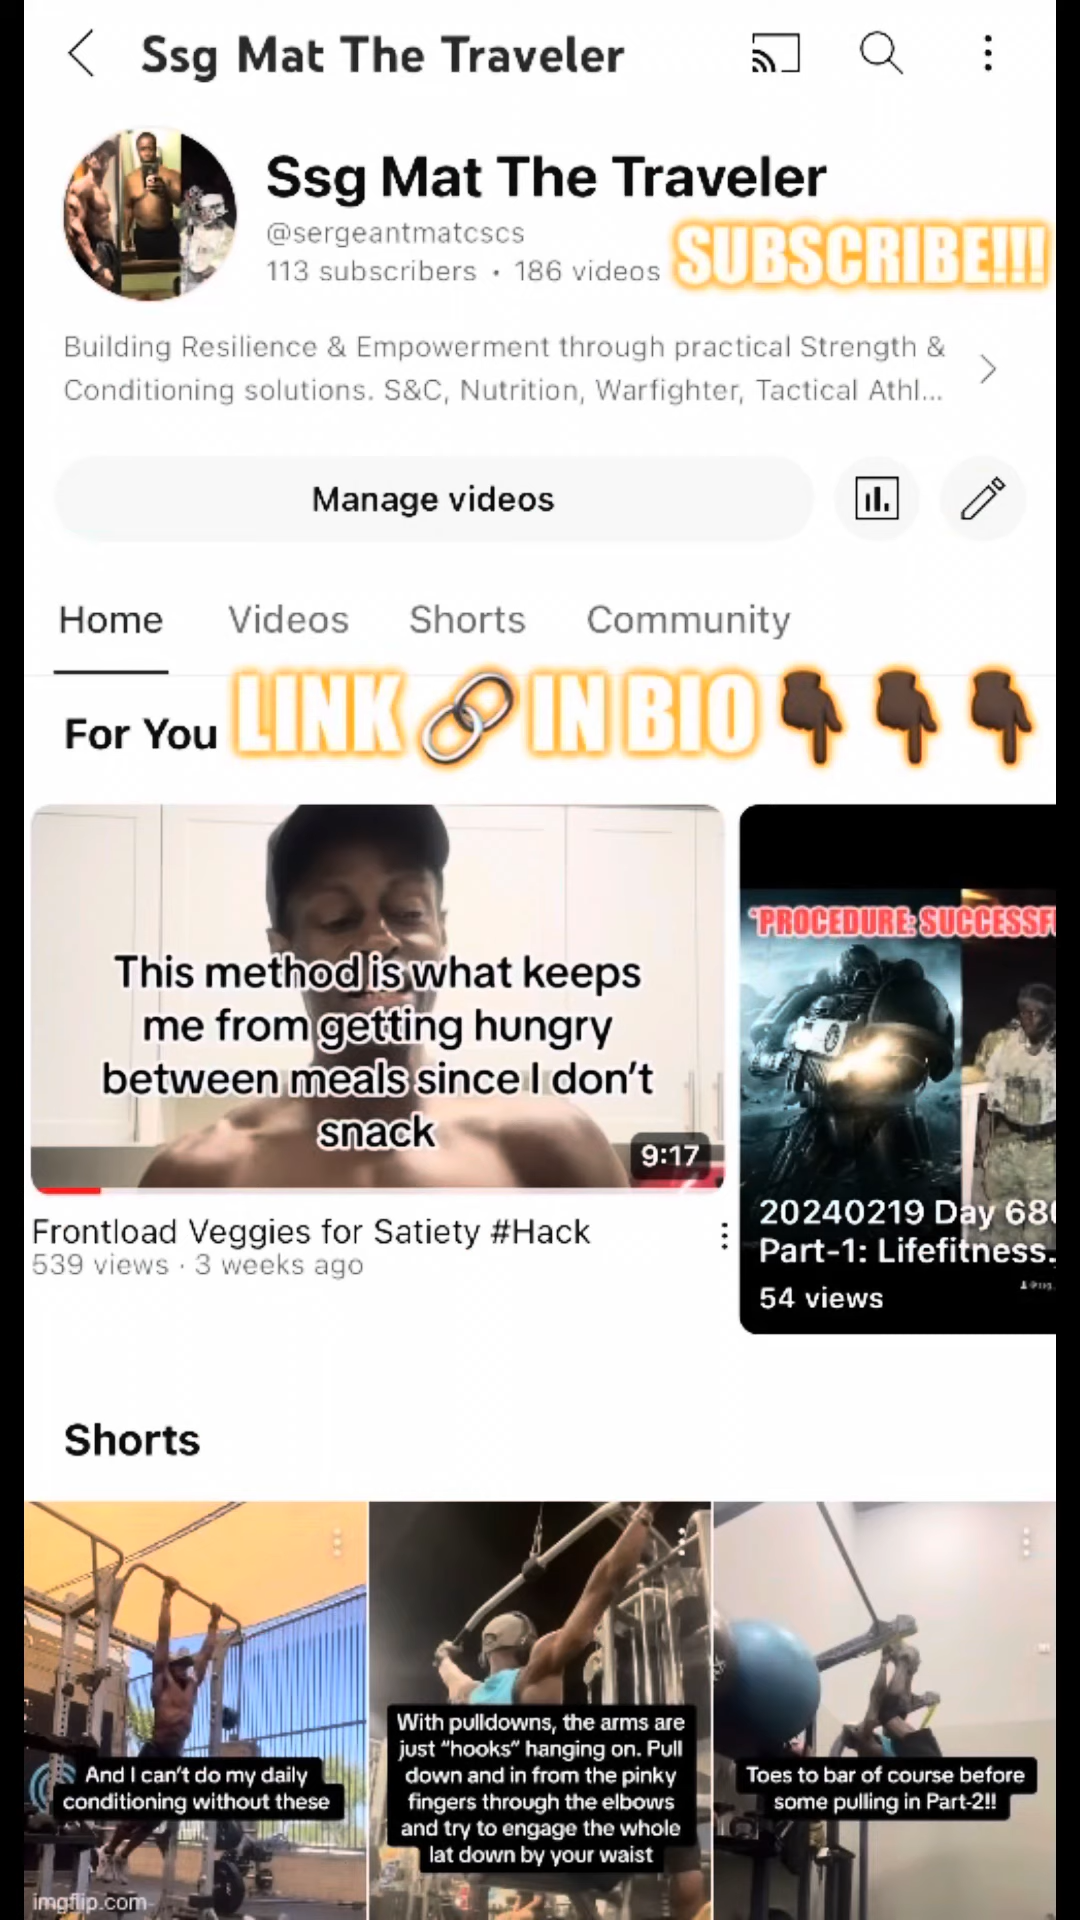 Ssg Mat The Traveler
Ssg Mat The Traveler
@sergeantmatcscs
113 subscribers • 186 videos
SUBSCRIBE!!!
Building Resilience & Empowerment through practical Strength &
Conditioning solutions. S&C, Nutrition, Warfighter, Tactical Athl...
Manage videos
Home Videos Shorts Community
LINK 🔗 IN BIO 👇🏿 👇🏿 👇🏿
For You
This method is what keeps
me from getting hungry
between meals since I don't
snack
9:17
Frontload Veggies for Satiety #Hack
539 views · 3 weeks ago
*PROCEDURE: SUCCESSF
20240219 Day 680
Part-1: Lifefitness...
54 views
Shorts
And I can't do my daily
conditioning without these
With pulldowns, the arms are
just "hooks" hanging on. Pull
down and in from the pinky
fingers through the elbows
and try to engage the whole
lat down by your waist
Toes to bar of course before
some pulling in Part-2!!
imgflip.com